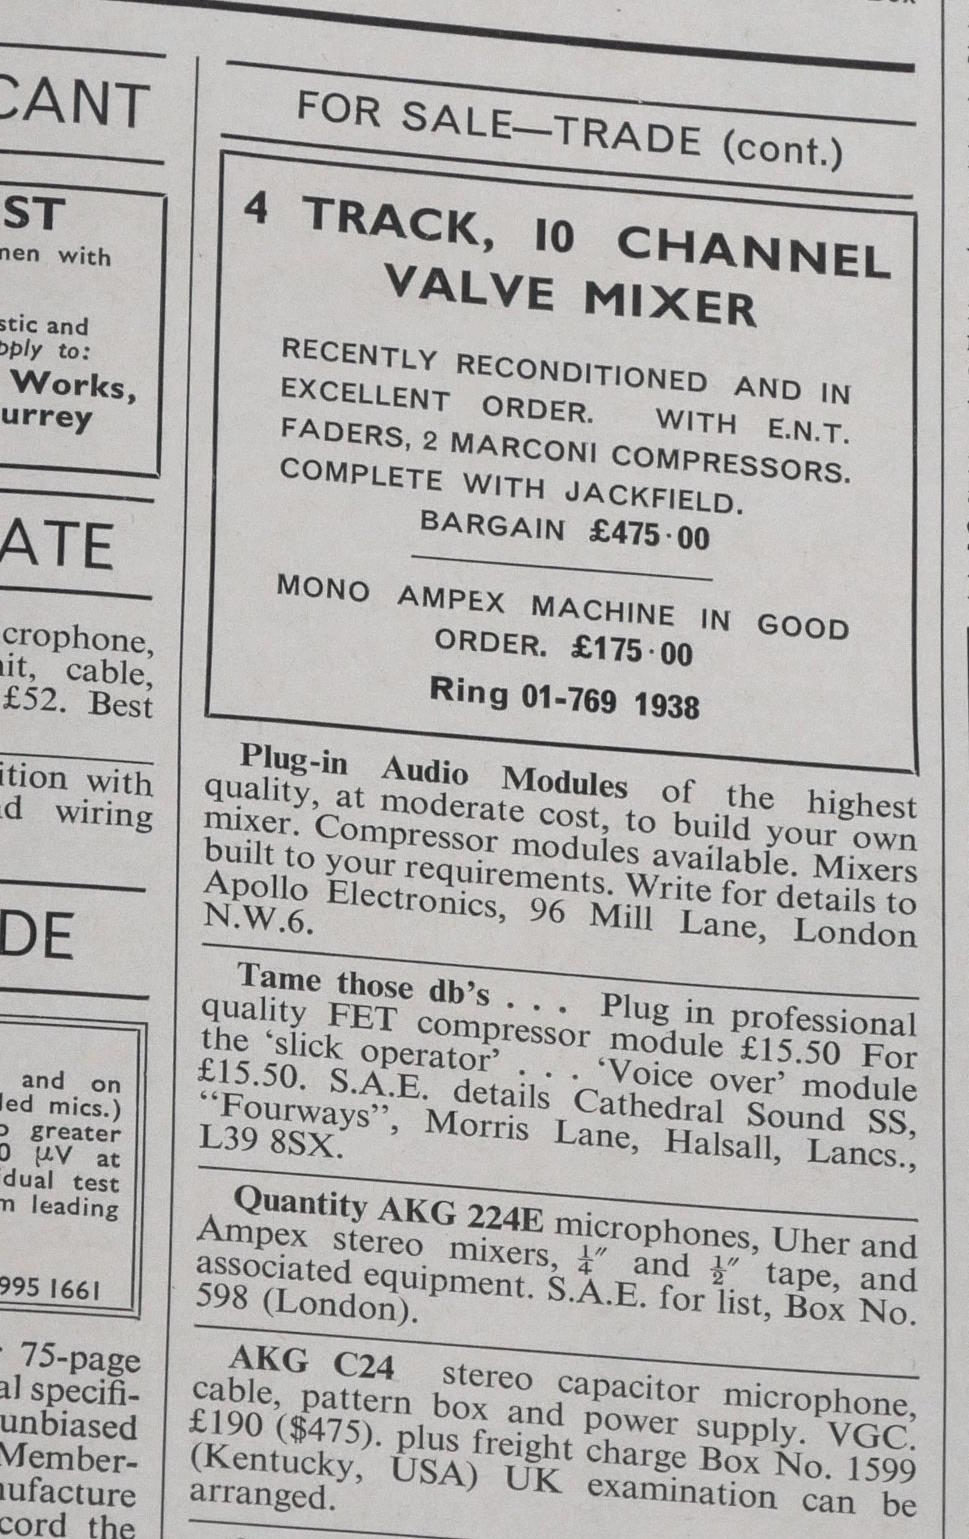 CANT
ST
men with
stic and
pply to:
Works,
urrey
ATE
crophone,
it, cable,
£52. Best
ition with
d wiring
DE
and on
led mics.)
greater
0 μV at
dual test
m leading
995 1661
75-page
al specifi-
unbiased
Member-
nufacture
cord the
FOR SALE—TRADE (cont.)
4 TRACK, 10 CHANNEL
VALVE MIXER
RECENTLY RECONDITIONED AND IN
EXCELLENT ORDER. WITH E.N.T.
FADERS, 2 MARCONI COMPRESSORS.
COMPLETE WITH JACKFIELD.
BARGAIN £475·00
MONO AMPEX MACHINE IN GOOD
ORDER. £175·00
Ring 01-769 1938
Plug-in Audio Modules of the highest
quality, at moderate cost, to build your own
mixer. Compressor modules available. Mixers
built to your requirements. Write for details to
Apollo Electronics, 96 Mill Lane, London
N.W.6.
Tame those db's . . . Plug in professional
quality FET compressor module £15.50 For
the ‘slick operator’ . . . ‘Voice over’ module
£15.50. S.A.E. details Cathedral Sound SS,
“Fourways”, Morris Lane, Halsall, Lancs.,
L39 8SX.
Quantity AKG 224E microphones, Uher and
Ampex stereo mixers, ¼″ and ½″ tape, and
associated equipment. S.A.E. for list, Box No.
598 (London).
AKG C24 stereo capacitor microphone,
cable, pattern box and power supply. VGC.
£190 ($475). plus freight charge Box No. 1599
(Kentucky, USA) UK examination can be
arranged.